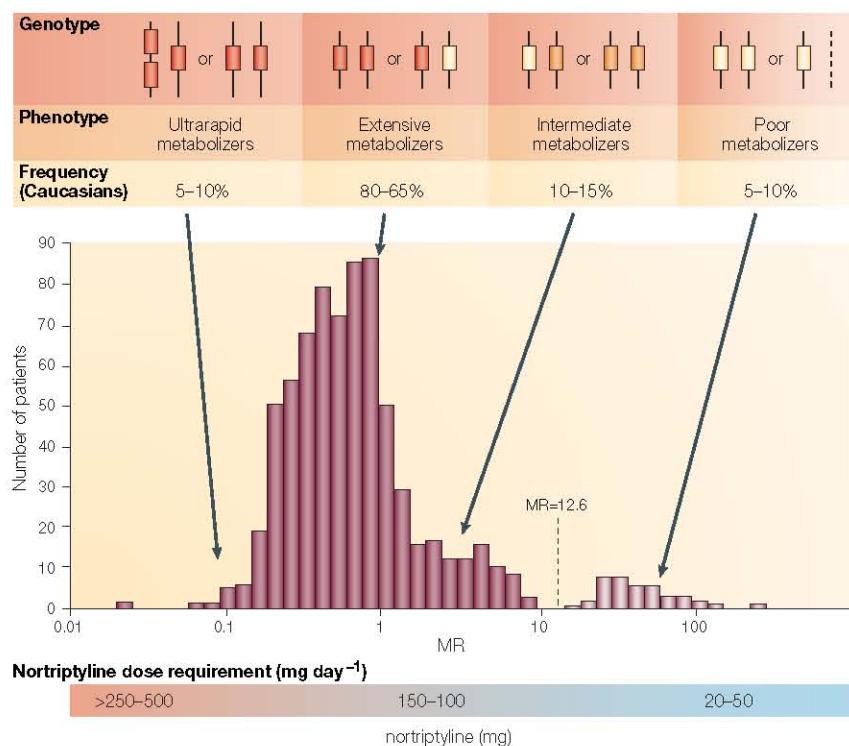 Genotype
or or or or
Phenotype
Ultrarapid metabolizers
Extensive metabolizers
Intermediate metabolizers
Poor metabolizers
Frequency
(Caucasians)
5–10% 80–65% 10–15% 5–10%
90
80
70
60
50
40
30
20
10
0
Number of patients
MR=12.6
0.01 0.1 1 10 100
MR
Nortriptyline dose requirement (mg day⁻¹)
>250–500 150–100 20–50
nortriptyline (mg)